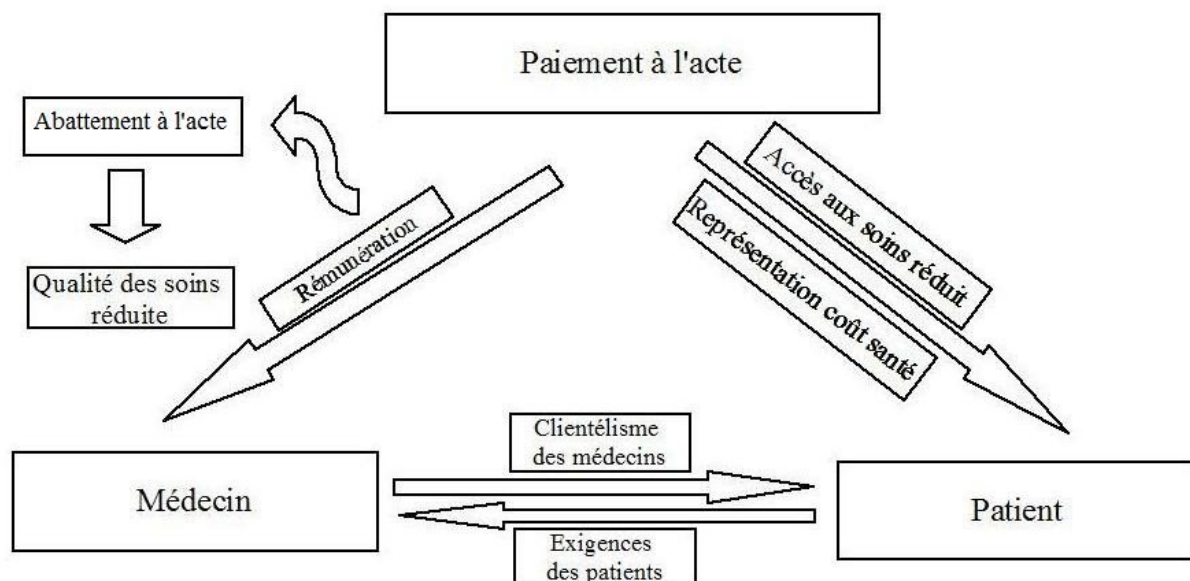 Paiement à l'acte
Abattement à l'acte
Accès aux soins réduit
Représentation coût santé
Rémunération
Qualité des soins
réduite
Clientélisme
des médecins
Médecin
Patient
Exigences
des patients